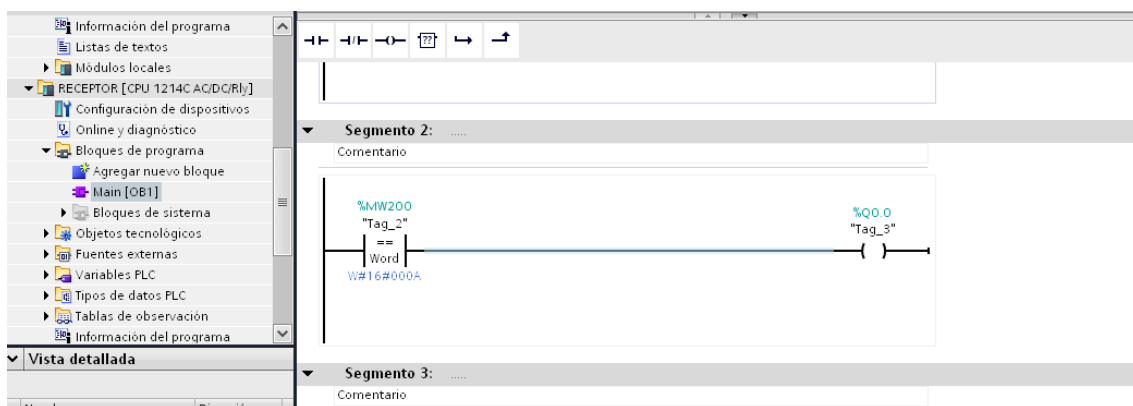 Información del programa
Listas de textos
Módulos locales
RECEPTOR [CPU 1214C AC/DC/Rly]
Configuración de dispositivos
Online y diagnóstico
Bloques de programa
Agregar nuevo bloque
Main [OB1]
Bloques de sistema
Objetos tecnológicos
Fuentes externas
Variables PLC
Tipos de datos PLC
Tablas de observación
Información del programa
Vista detallada
??
Segmento 2: .....
Comentario
%MW200
"Tag_2"
==
Word
W#16#000A
%Q0.0
"Tag_3"
Segmento 3: .....
Comentario